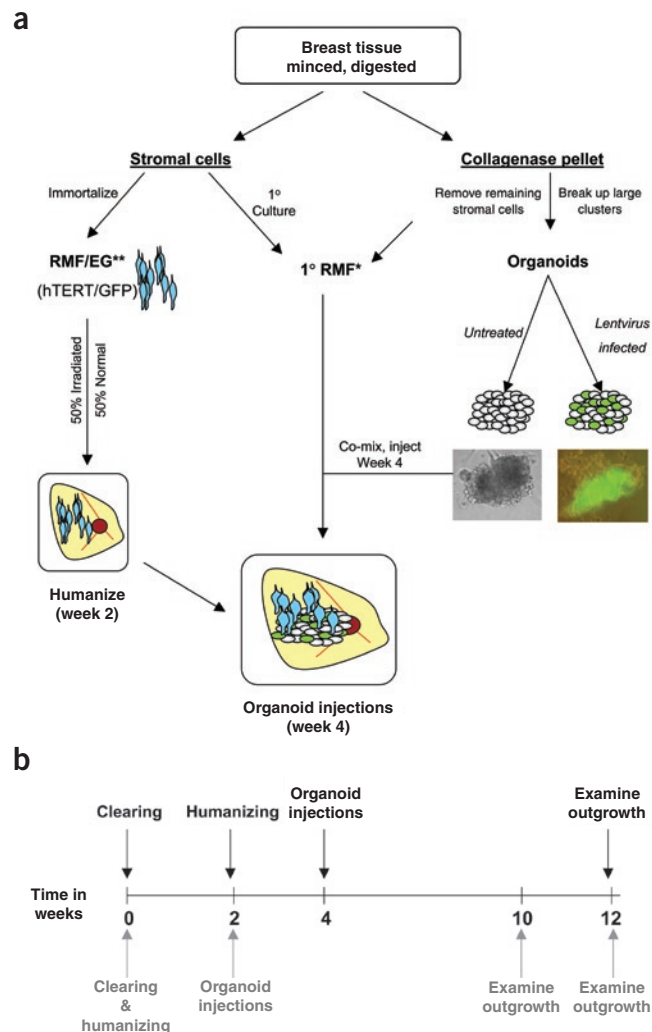 a
Breast tissue
minced, digested
Stromal cells
Collagenase pellet
Immortalize
1° 
Culture
Remove remaining
stromal cells
Break up large
clusters
RMF/EG**
(hTERT/GFP)
1° RMF*
Organoids
Untreated
Lentvirus
infected
50% Irradiated
50% Normal
Co-mix, inject
Week 4
Humanize
(week 2)
Organoid injections
(week 4)
b
Clearing
Humanizing
Organoid
injections
Examine
outgrowth
Time in
weeks
0
2
4
10
12
Clearing
&
humanizing
Organoid
injections
Examine
outgrowth
Examine
outgrowth